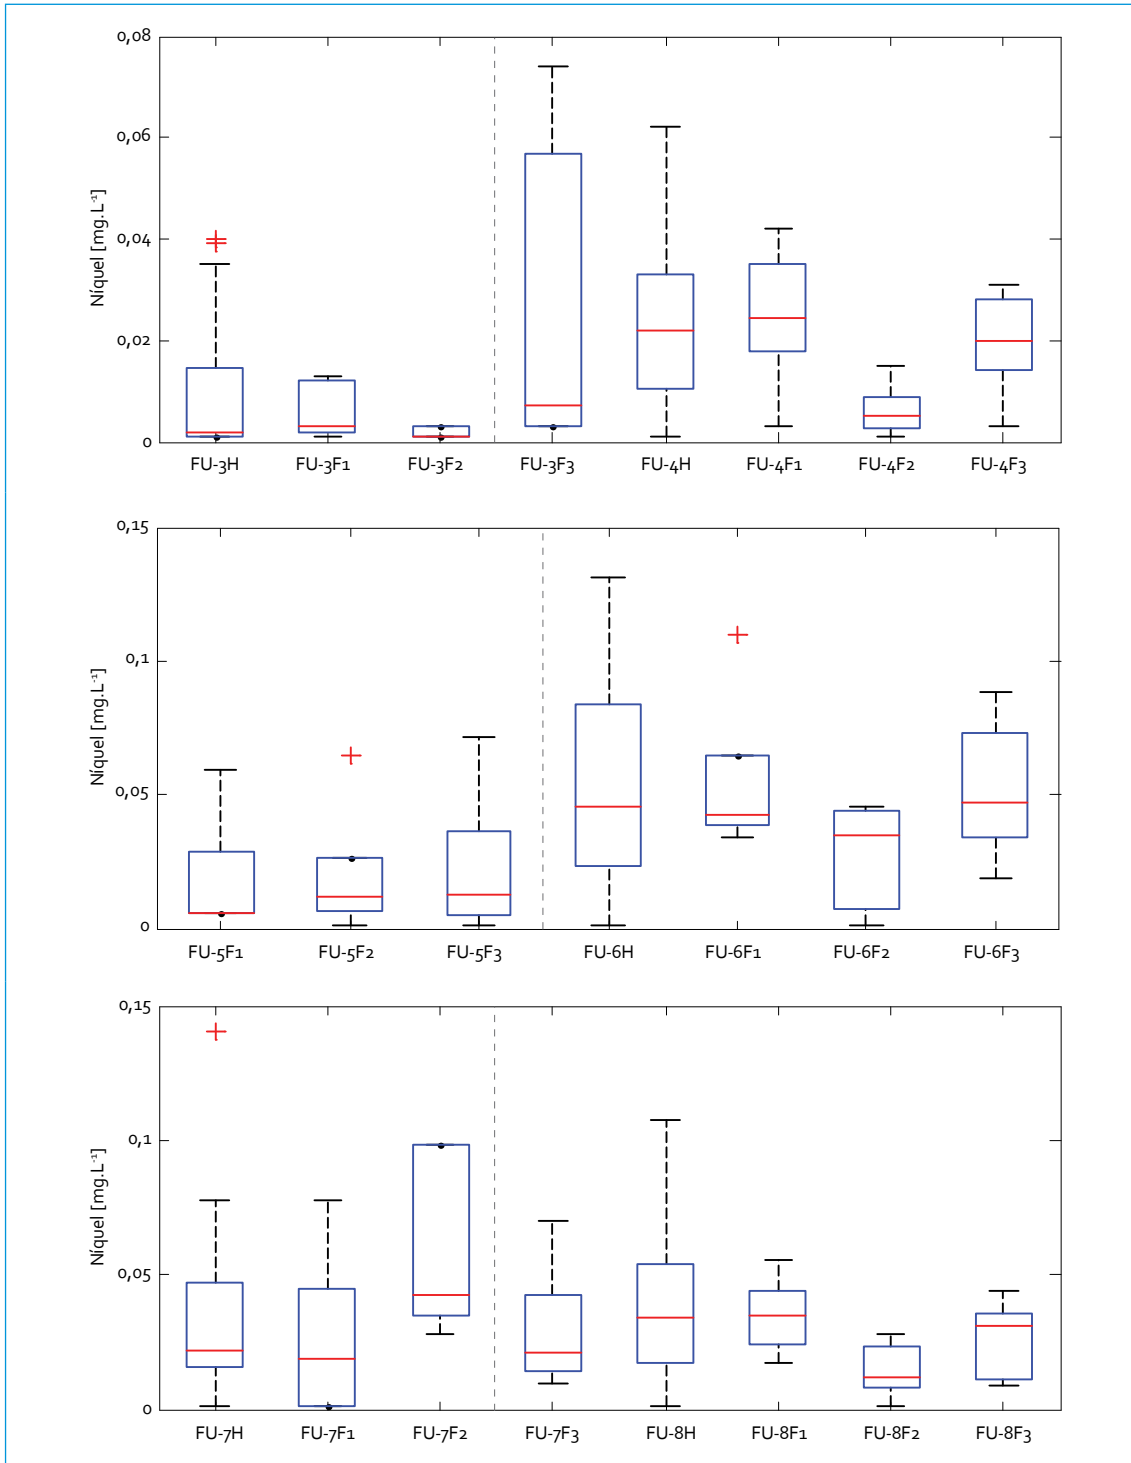 0,08
0,06
0,04
0,02
0
Níquel [mg.L⁻¹]
FU-3H FU-3F1 FU-3F2 FU-3F3 FU-4H FU-4F1 FU-4F2 FU-4F3
0,15
0,1
0,05
0
Níquel [mg.L⁻¹]
FU-5F1 FU-5F2 FU-5F3 FU-6H FU-6F1 FU-6F2 FU-6F3
0,15
0,1
0,05
0
Níquel [mg.L⁻¹]
FU-7H FU-7F1 FU-7F2 FU-7F3 FU-8H FU-8F1 FU-8F2 FU-8F3